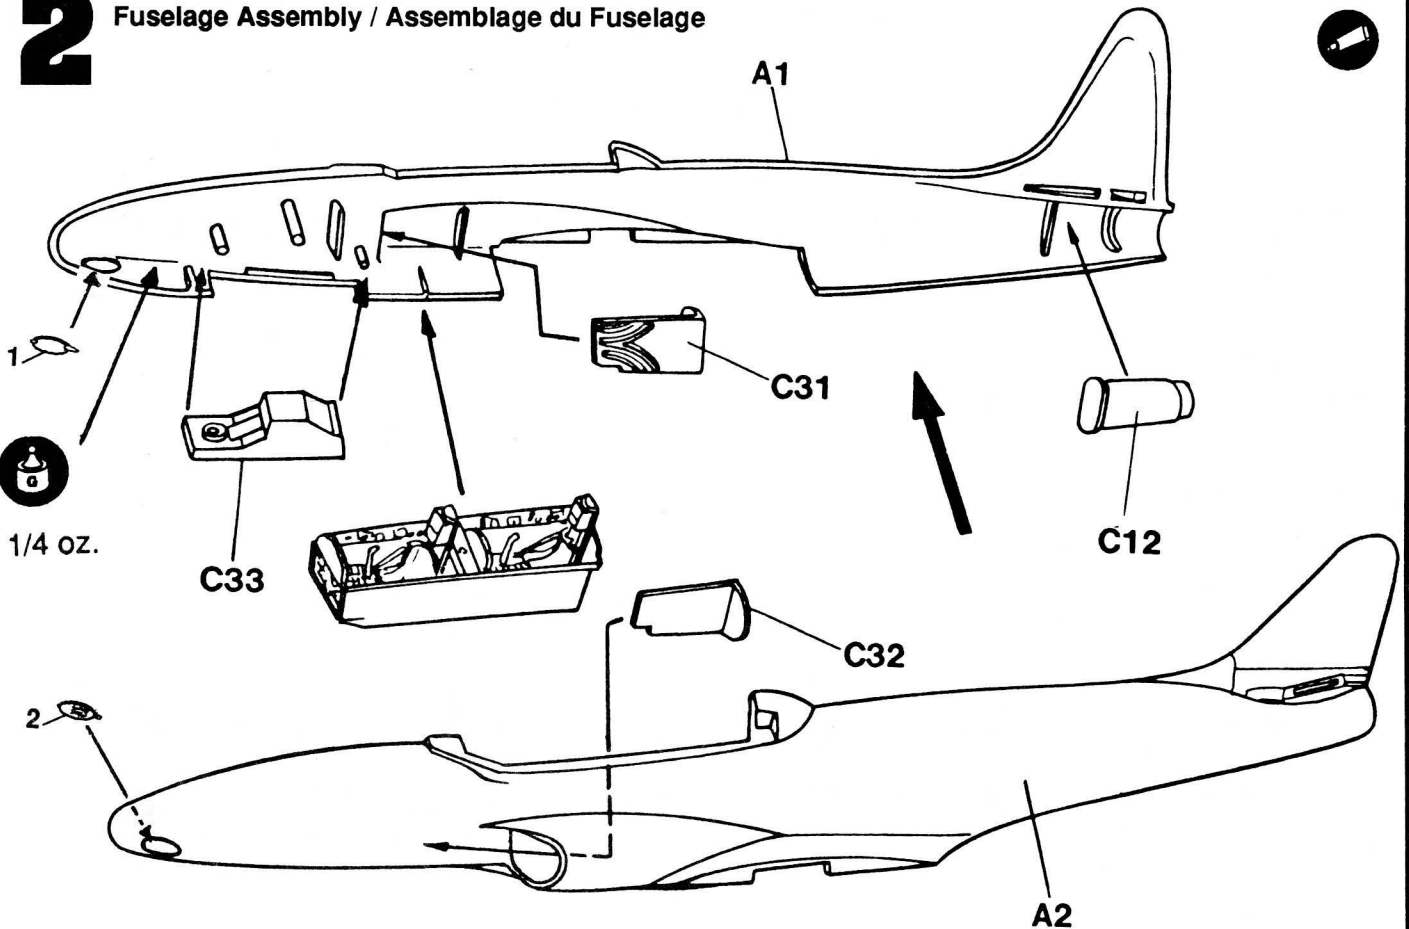 2
Fuselage Assembly / Assemblage du Fuselage
A1
1
C31
G
1/4 oz.
C33
C12
C32
2
A2